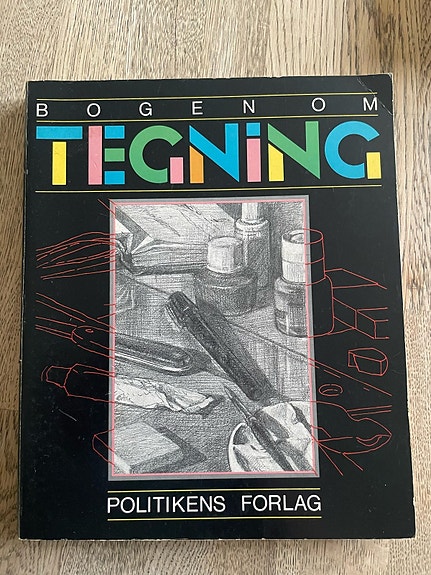 BOGEN OM
TEGNiNG
POLITIKENS FORLAG